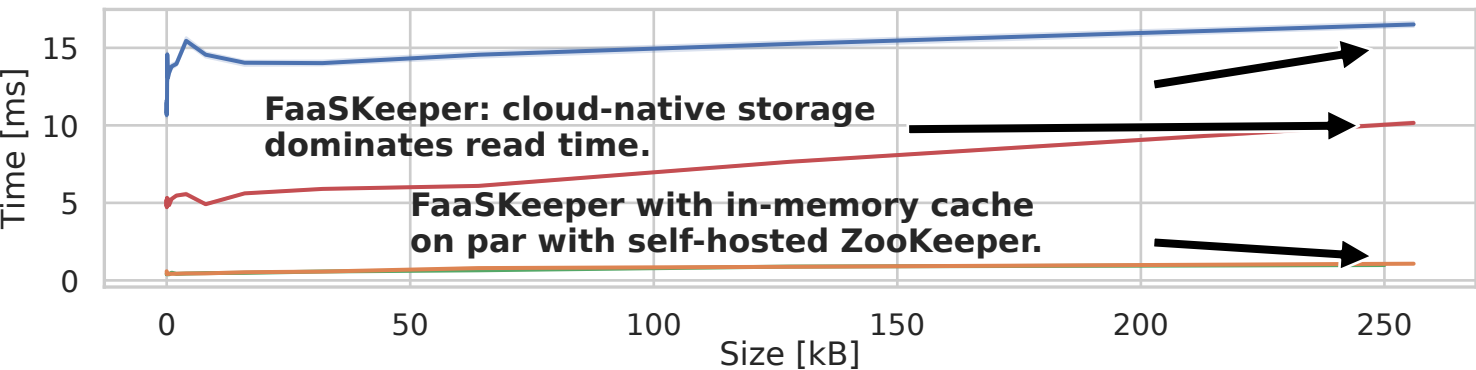 15
10
5
0
Time [ms]
FaaSKeeper: cloud-native storage
dominates read time.
FaaSKeeper with in-memory cache
on par with self-hosted ZooKeeper.
0 50 100 150 200 250
Size [kB]